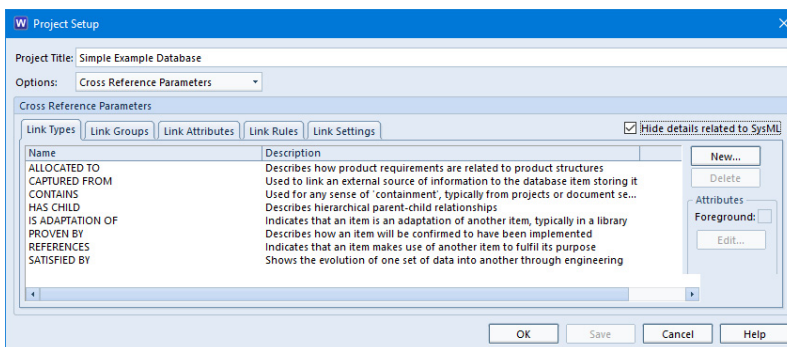 W Project Setup
Project Title: Simple Example Database
Options: Cross Reference Parameters
Cross Reference Parameters
Link Types Link Groups Link Attributes Link Rules Link Settings Hide details related to SysML
Name Description
ALLOCATED TO Describes how product requirements are related to product structures
CAPTURED FROM Used to link an external source of information to the database item storing it
CONTAINS Used for any sense of 'containment', typically from projects or document se...
HAS CHILD Describes hierarchical parent-child relationships
IS ADAPTATION OF Indicates that an item is an adaptation of another item, typically in a library
PROVEN BY Describes how an item will be confirmed to have been implemented
REFERENCES Indicates that an item makes use of another item to fulfil its purpose
SATISFIED BY Shows the evolution of one set of data into another through engineering
New...
Delete
Attributes
Foreground:
Edit...
OK Save Cancel Help